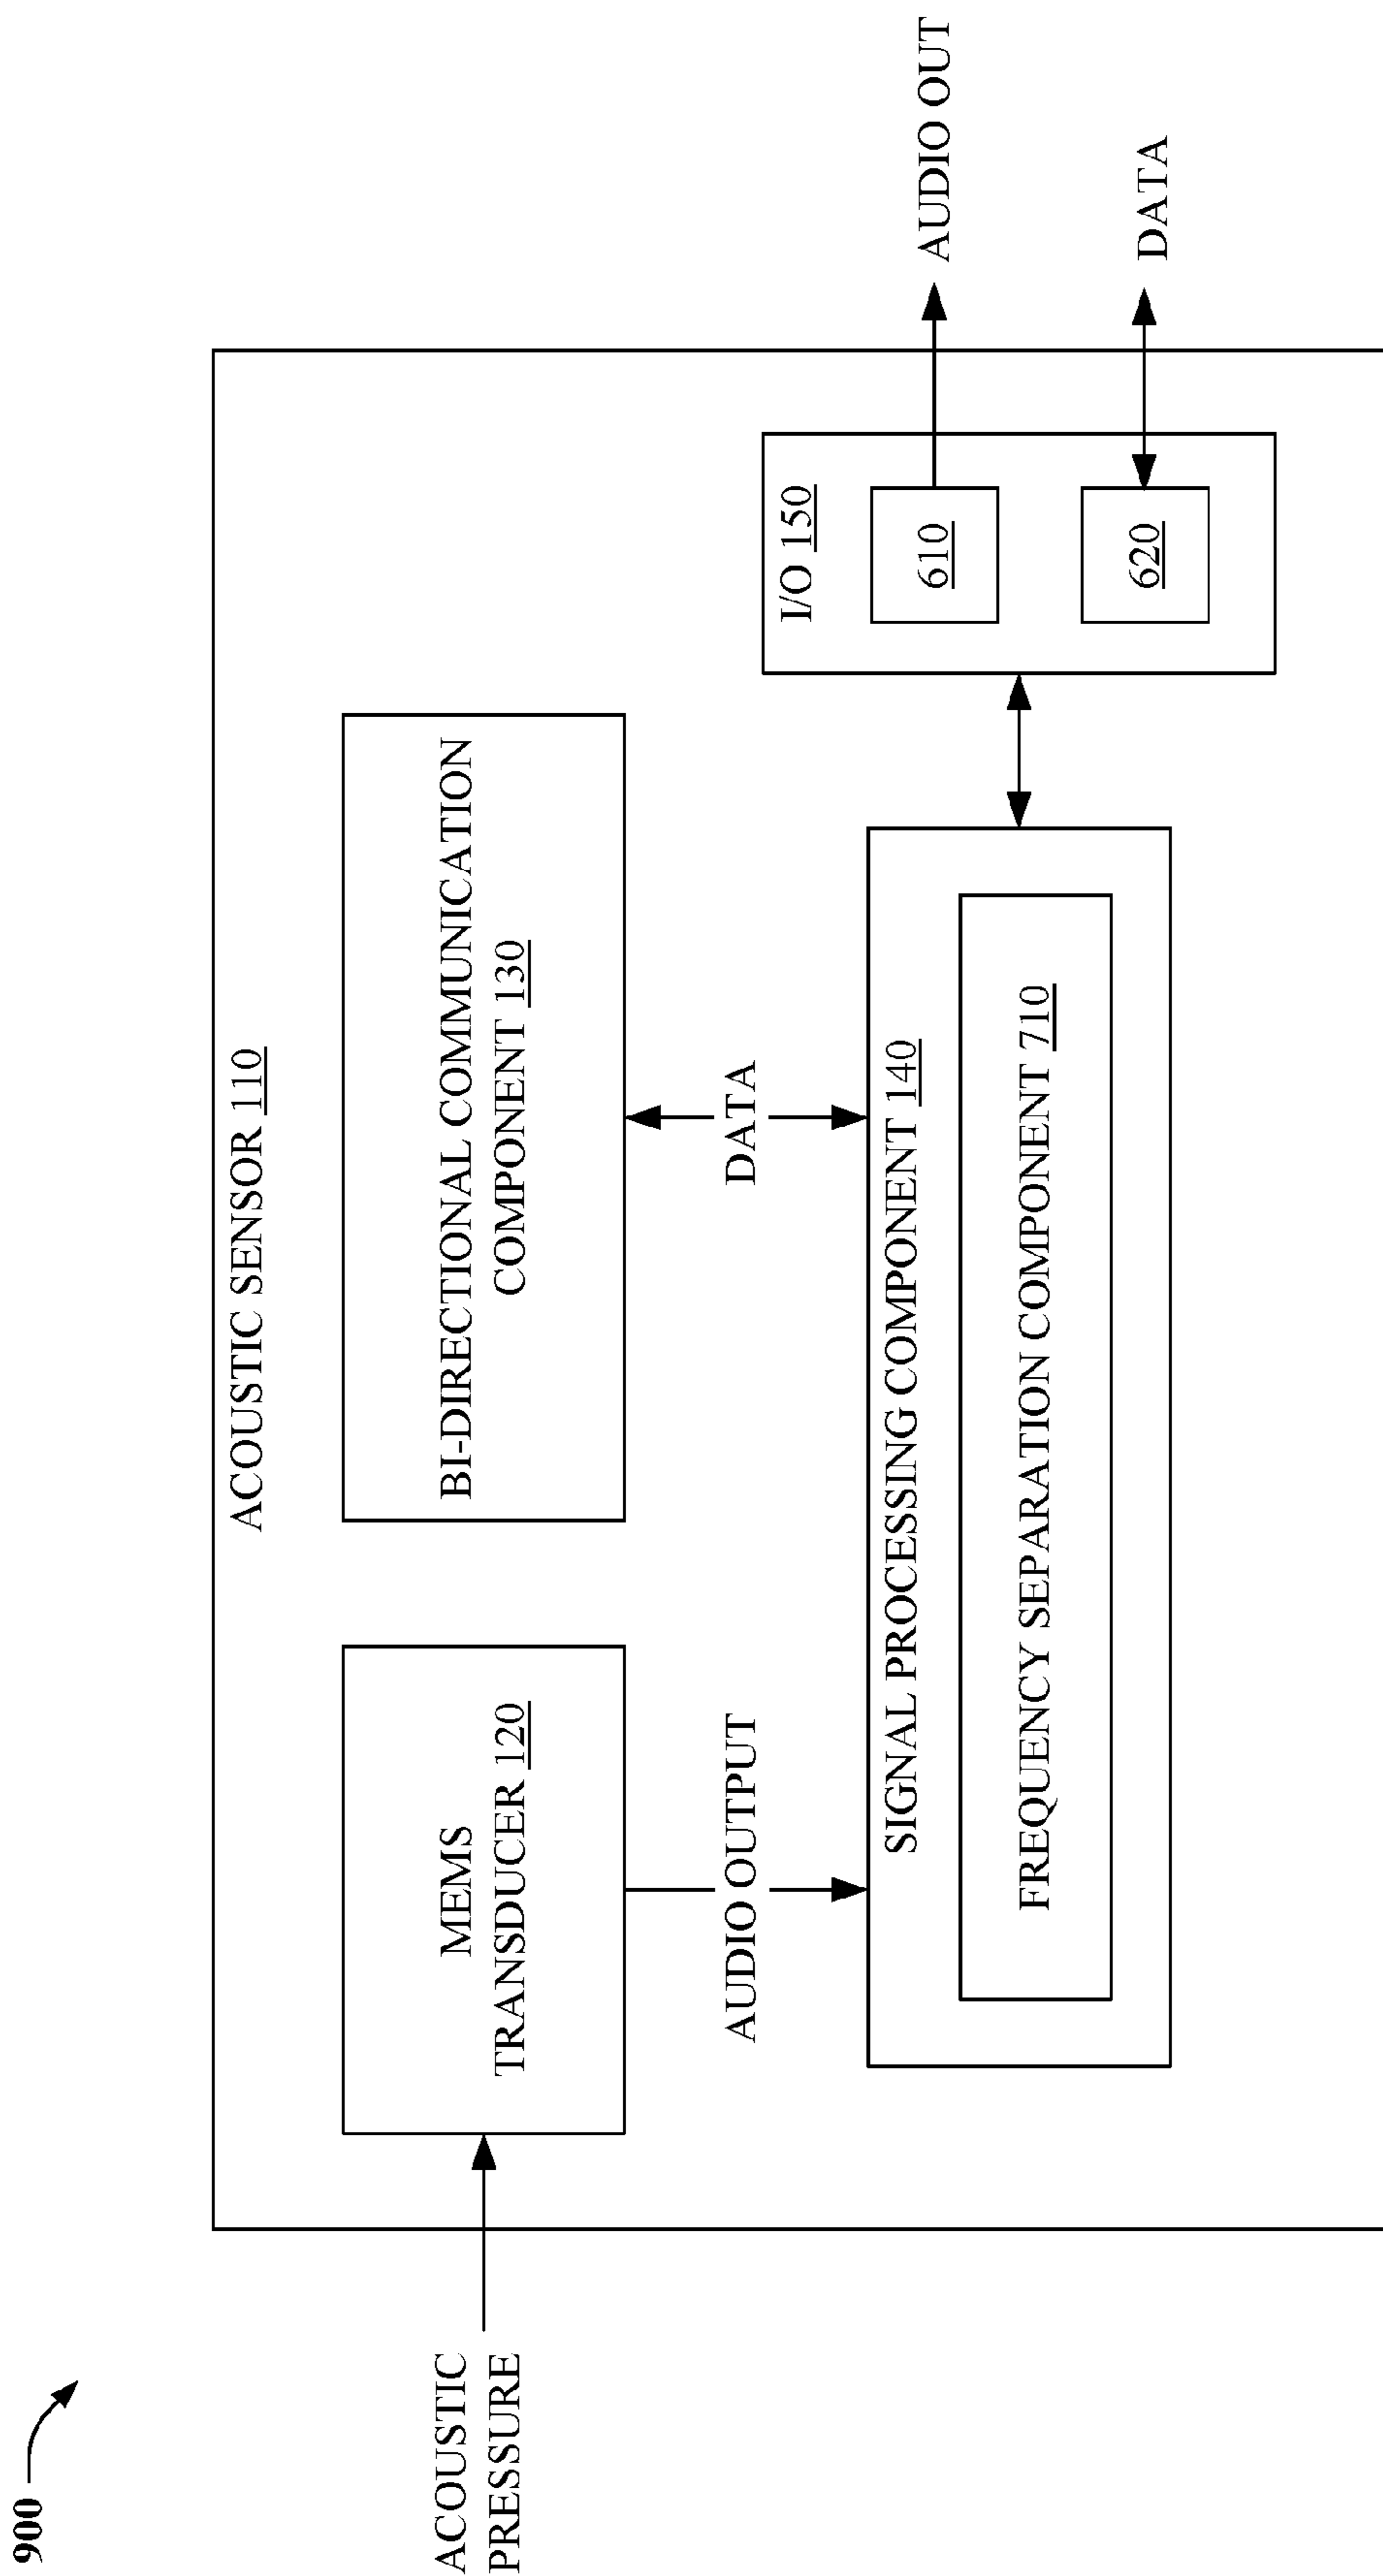 900
ACOUSTIC SENSOR 110
ACOUSTIC
PRESSURE
MEMS
TRANSDUCER 120
BI-DIRECTIONAL COMMUNICATION
COMPONENT 130
AUDIO OUTPUT
DATA
SIGNAL PROCESSING COMPONENT 140
FREQUENCY SEPARATION COMPONENT 710
I/O 150
610
620
AUDIO OUT
DATA